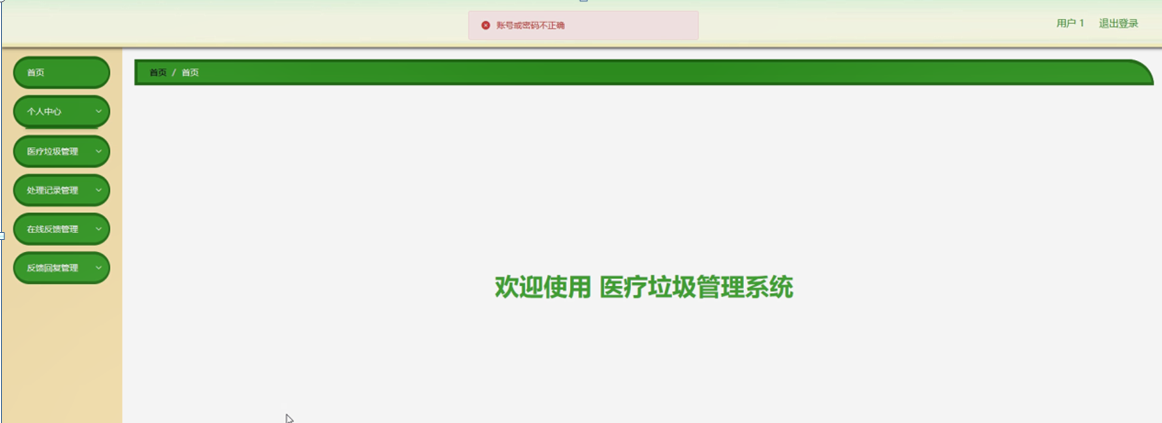 账号或密码不正确
用户 1 退出登录
首页
首页 / 首页
个人中心
医疗垃圾管理
处理记录管理
在线反馈管理
反馈回复管理
欢迎使用 医疗垃圾管理系统